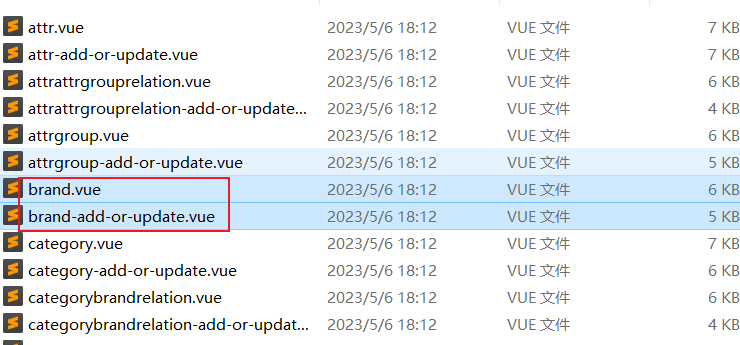 attr.vue 2023/5/6 18:12 VUE 文件 7 KB
attr-add-or-update.vue 2023/5/6 18:12 VUE 文件 7 KB
attrattrgrouprelation.vue 2023/5/6 18:12 VUE 文件 6 KB
attrattrgrouprelation-add-or-update... 2023/5/6 18:12 VUE 文件 4 KB
attrgroup.vue 2023/5/6 18:12 VUE 文件 6 KB
attrgroup-add-or-update.vue 2023/5/6 18:12 VUE 文件 5 KB
brand.vue 2023/5/6 18:12 VUE 文件 6 KB
brand-add-or-update.vue 2023/5/6 18:12 VUE 文件 5 KB
category.vue 2023/5/6 18:12 VUE 文件 7 KB
category-add-or-update.vue 2023/5/6 18:12 VUE 文件 6 KB
categorybrandrelation.vue 2023/5/6 18:12 VUE 文件 6 KB
categorybrandrelation-add-or-updat... 2023/5/6 18:12 VUE 文件 4 KB